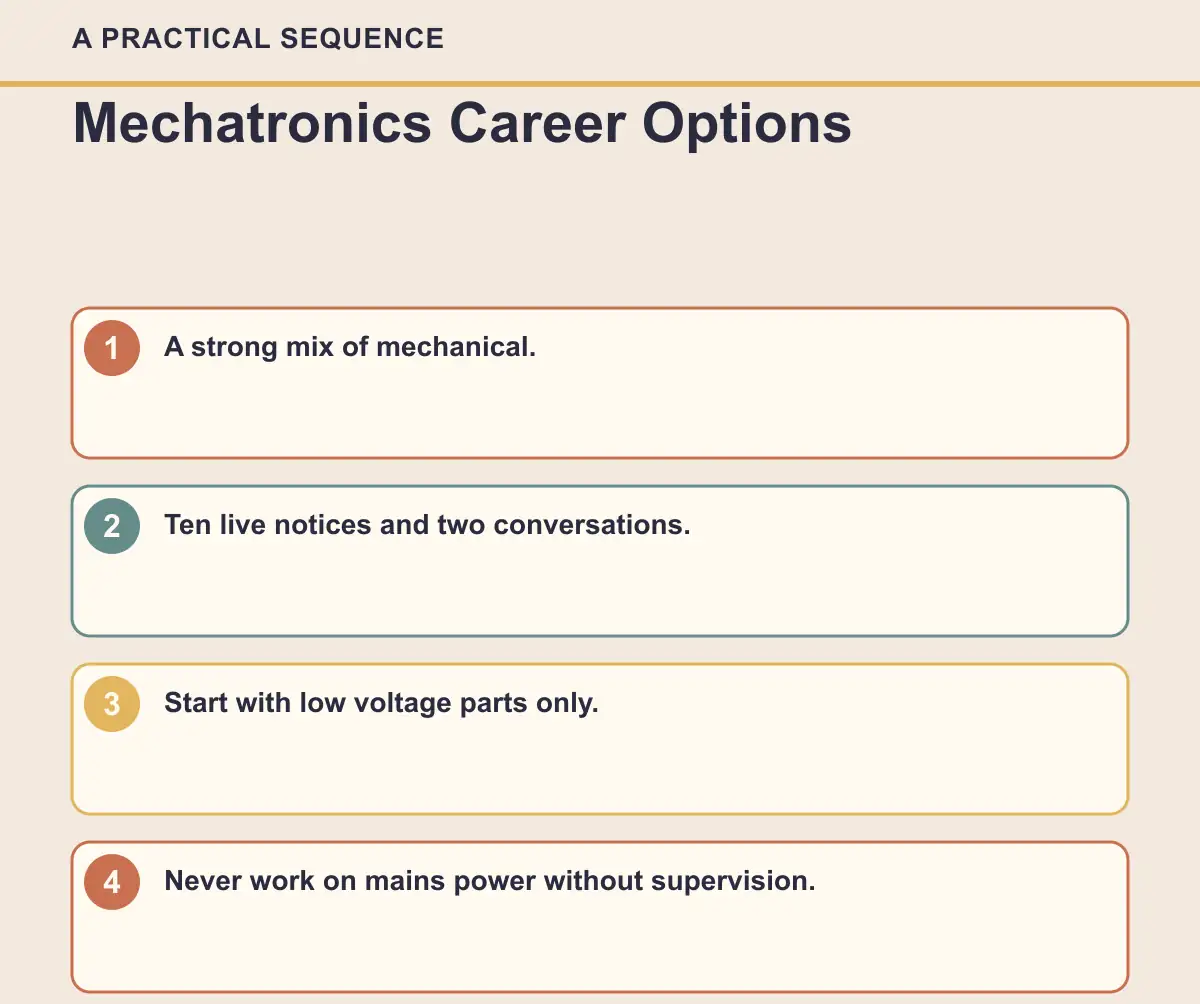 A PRACTICAL SEQUENCE
Mechatronics Career Options
1 A strong mix of mechanical.
2 Ten live notices and two conversations.
3 Start with low voltage parts only.
4 Never work on mains power without supervision.